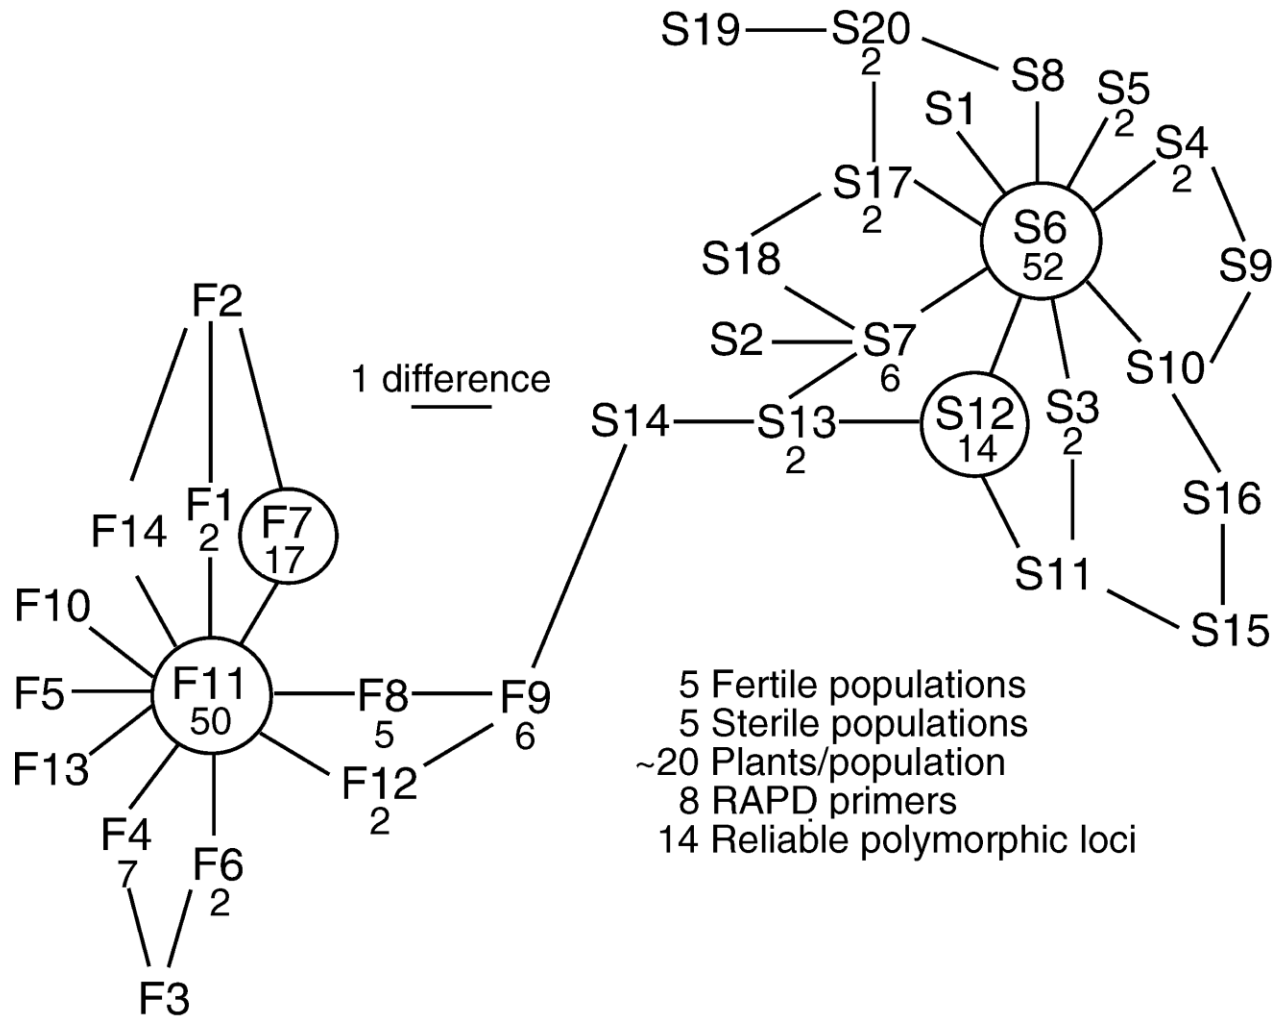 S19
S20
2
S8
S5
2
S1
S4
2
S17
2
S6
52
S18
S9
F2
S2
S7
6
S10
1 difference
S14
S13
2
S12
14
S3
2
S16
F14
F1
2
F7
17
S11
F10
S15
F5
F11
50
F8
5
F9
6
F13
F12
2
F4
7
F6
2
F3
5 Fertile populations
5 Sterile populations
~20 Plants/population
8 RAPD primers
14 Reliable polymorphic loci